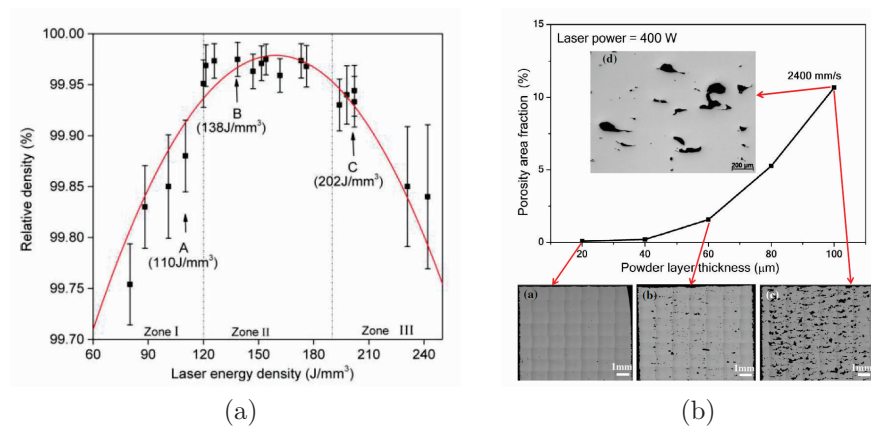 100.00
99.95
99.90
99.85
99.80
99.75
99.70
Relative density (%)
B
(138J/mm³)
C
(202J/mm³)
A
(110J/mm³)
Zone I
Zone II
Zone III
60 90 120 150 180 210 240
Laser energy density (J/mm³)
(a)
15
10
5
0
Porosity area fraction (%)
Laser power = 400 W
(d)
2400 mm/s
200 μm
20 40 60 80 100
Powder layer thickness (μm)
(a)
1mm
(b)
1mm
(c)
1mm
(b)